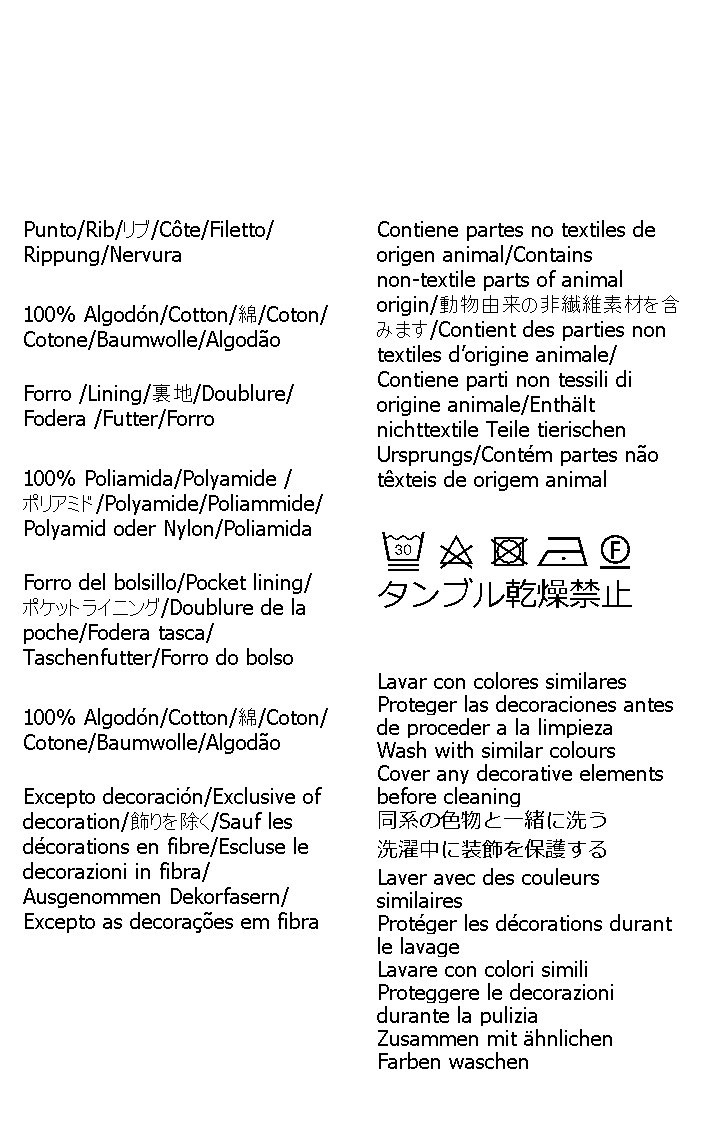 Punto/Rib/リブ/Côte/Filetto/
Rippung/Nervura
100% Algodón/Cotton/綿/Coton/
Cotone/Baumwolle/Algodão
Forro /Lining/裏地/Doublure/
Fodera /Futter/Forro
100% Poliamida/Polyamide /
ポリアミド/Polyamide/Poliammide/
Polyamid oder Nylon/Poliamida
Forro del bolsillo/Pocket lining/
ポケットライニング/Doublure de la
poche/Fodera tasca/
Taschenfutter/Forro do bolso
100% Algodón/Cotton/綿/Coton/
Cotone/Baumwolle/Algodão
Excepto decoración/Exclusive of
decoration/飾りを除く/Sauf les
décorations en fibre/Escluse le
decorazioni in fibra/
Ausgenommen Dekorfasern/
Excepto as decorações em fibra
Contiene partes no textiles de
origen animal/Contains
non-textile parts of animal
origin/動物由来の非繊維素材を含
みます/Contient des parties non
textiles d’origine animale/
Contiene parti non tessili di
origine animale/Enthält
nichttextile Teile tierischen
Ursprungs/Contém partes não
têxteis de origem animal
30 F
タンブル乾燥禁止
Lavar con colores similares
Proteger las decoraciones antes
de proceder a la limpieza
Wash with similar colours
Cover any decorative elements
before cleaning
同系の色物と一緒に洗う
洗濯中に装飾を保護する
Laver avec des couleurs
similaires
Protéger les décorations durant
le lavage
Lavare con colori simili
Proteggere le decorazioni
durante la pulizia
Zusammen mit ähnlichen
Farben waschen